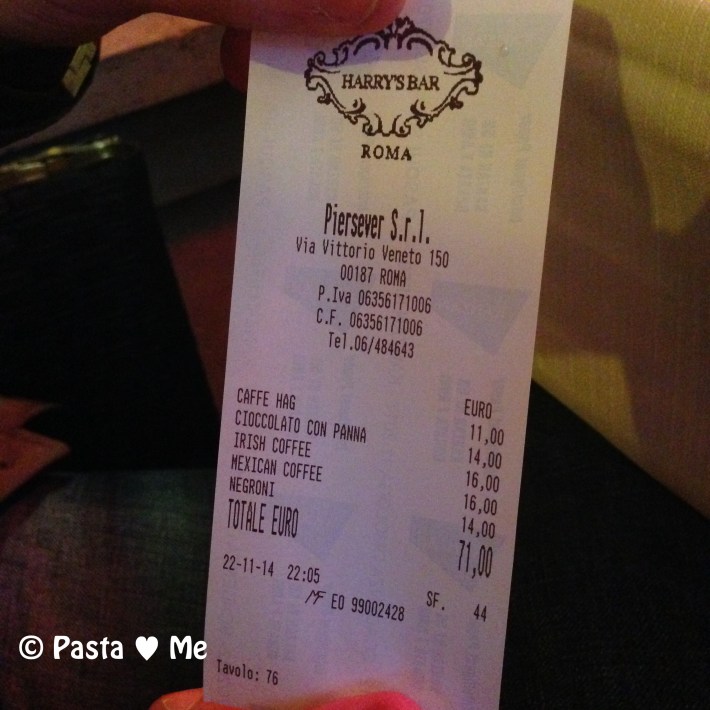 HARRY'S BAR
ROMA
Piersever S.r.l.
Via Vittorio Veneto 150
00187 ROMA
P.Iva 06356171006
C.F. 06356171006
Tel.06/484643
EURO
CAFFE HAG 11,00
CIOCCOLATO CON PANNA 14,00
IRISH COFFEE 16,00
MEXICAN COFFEE 16,00
NEGRONI 14,00
TOTALE EURO 71,00
22-11-14 22:05 SF. 44
MF EO 99002428
Tavolo: 76
© Pasta ♥ Me